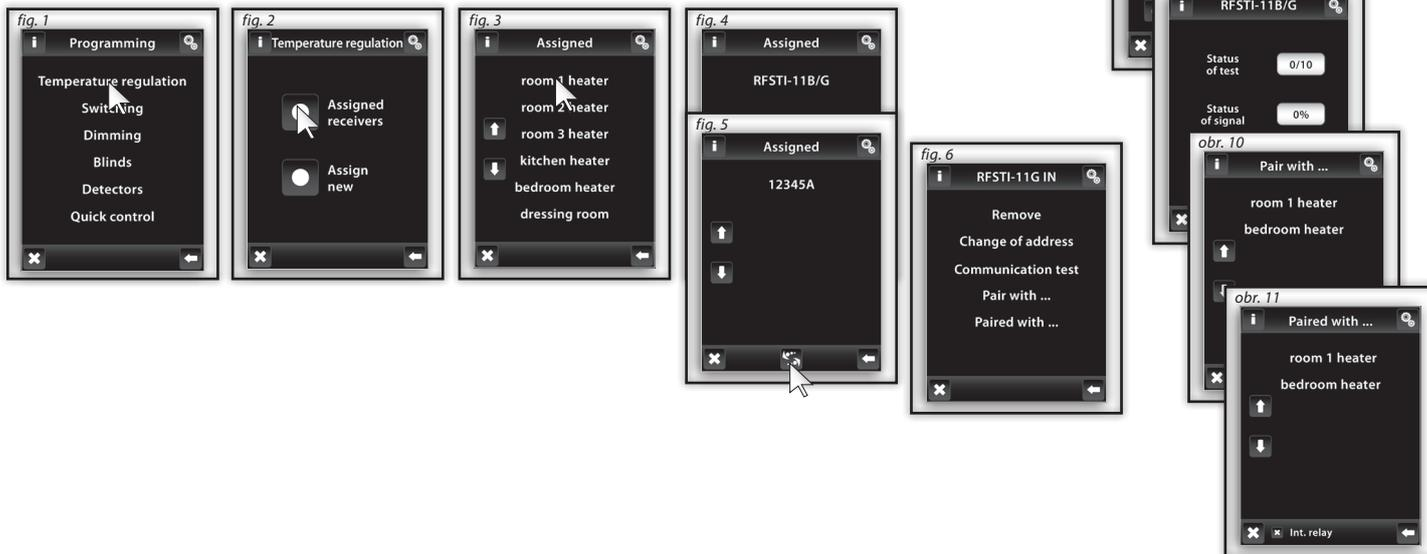 fig. 1
i
Programming
Temperature regulation
Switching
Dimming
Blinds
Detectors
Quick control
fig. 2
i
Temperature regulation
Assigned
receivers
Assign
new
fig. 3
i
Assigned
room 1 heater
room 2 heater
room 3 heater
kitchen heater
bedroom heater
dressing room
fig. 4
i
Assigned
RFSTI-11B/G
fig. 5
i
Assigned
12345A
fig. 6
i
RFSTI-11G IN
Remove
Change of address
Communication test
Pair with ...
Paired with ...
i
RFSTI-11B/G
Status
of test
0/10
Status
of signal
0%
obr. 10
i
Pair with ...
room 1 heater
bedroom heater
obr. 11
i
Paired with ...
room 1 heater
bedroom heater
Int. relay